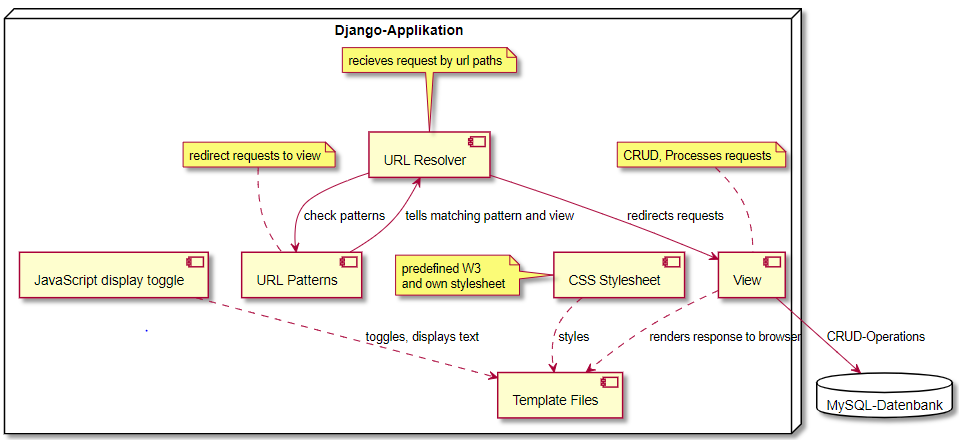 Django-Applikation
recieves request by url paths
URL Resolver
redirect requests to view
CRUD, Processes requests
check patterns
tells matching pattern and view
redirects requests
JavaScript display toggle
URL Patterns
predefined W3
and own stylesheet
CSS Stylesheet
View
toggles, displays text
styles
renders response to browser
CRUD-Operations
Template Files
MySQL-Datenbank